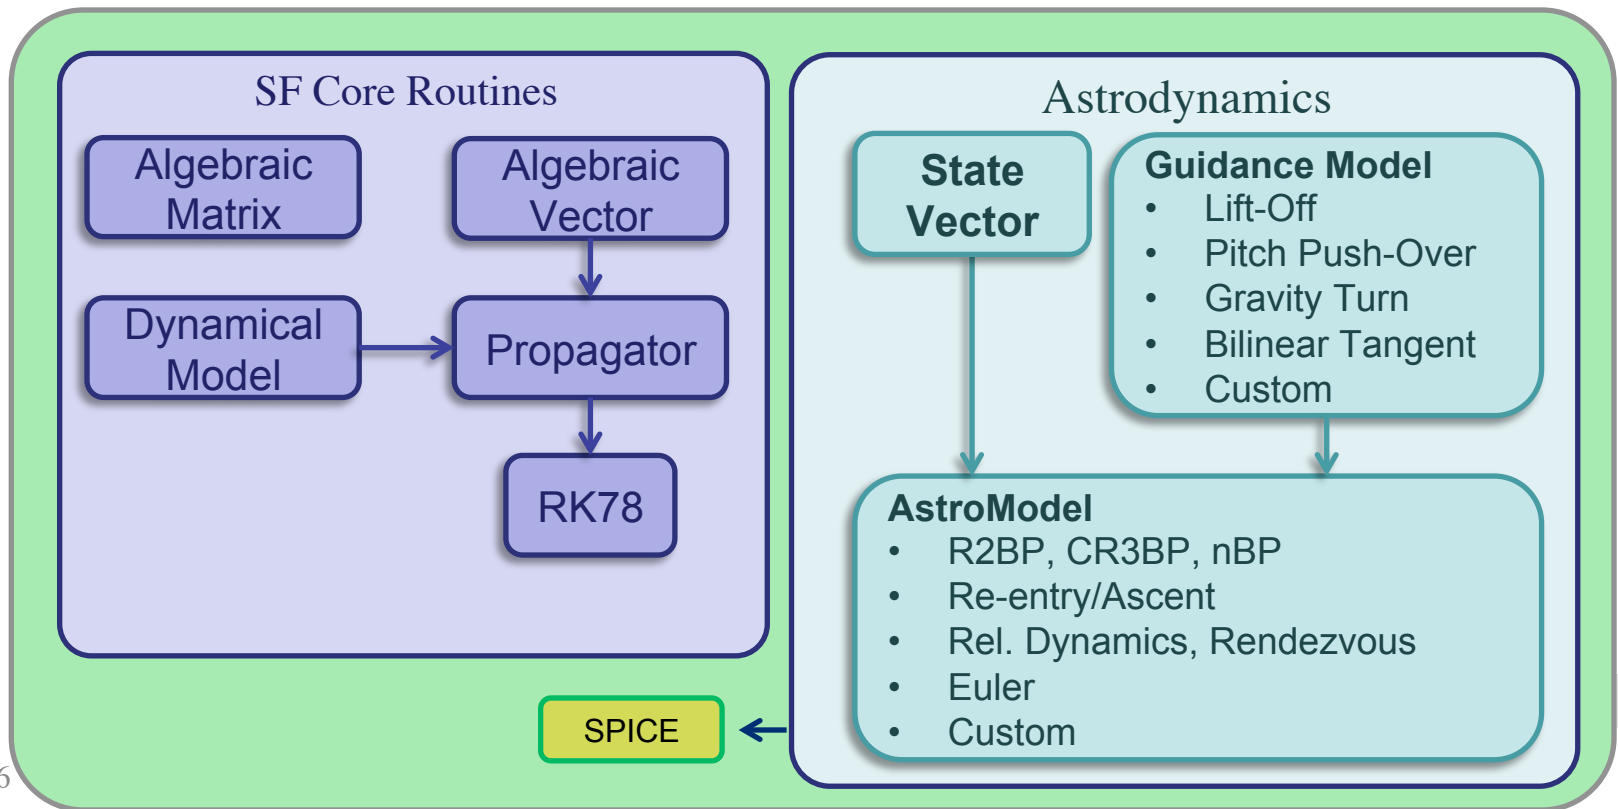 SF Core Routines
Algebraic
Matrix
Algebraic
Vector
Dynamical
Model
Propagator
RK78
Astrodynamics
State
Vector
Guidance Model
• Lift-Off
• Pitch Push-Over
• Gravity Turn
• Bilinear Tangent
• Custom
AstroModel
• R2BP, CR3BP, nBP
• Re-entry/Ascent
• Rel. Dynamics, Rendezvous
• Euler
• Custom
SPICE
6